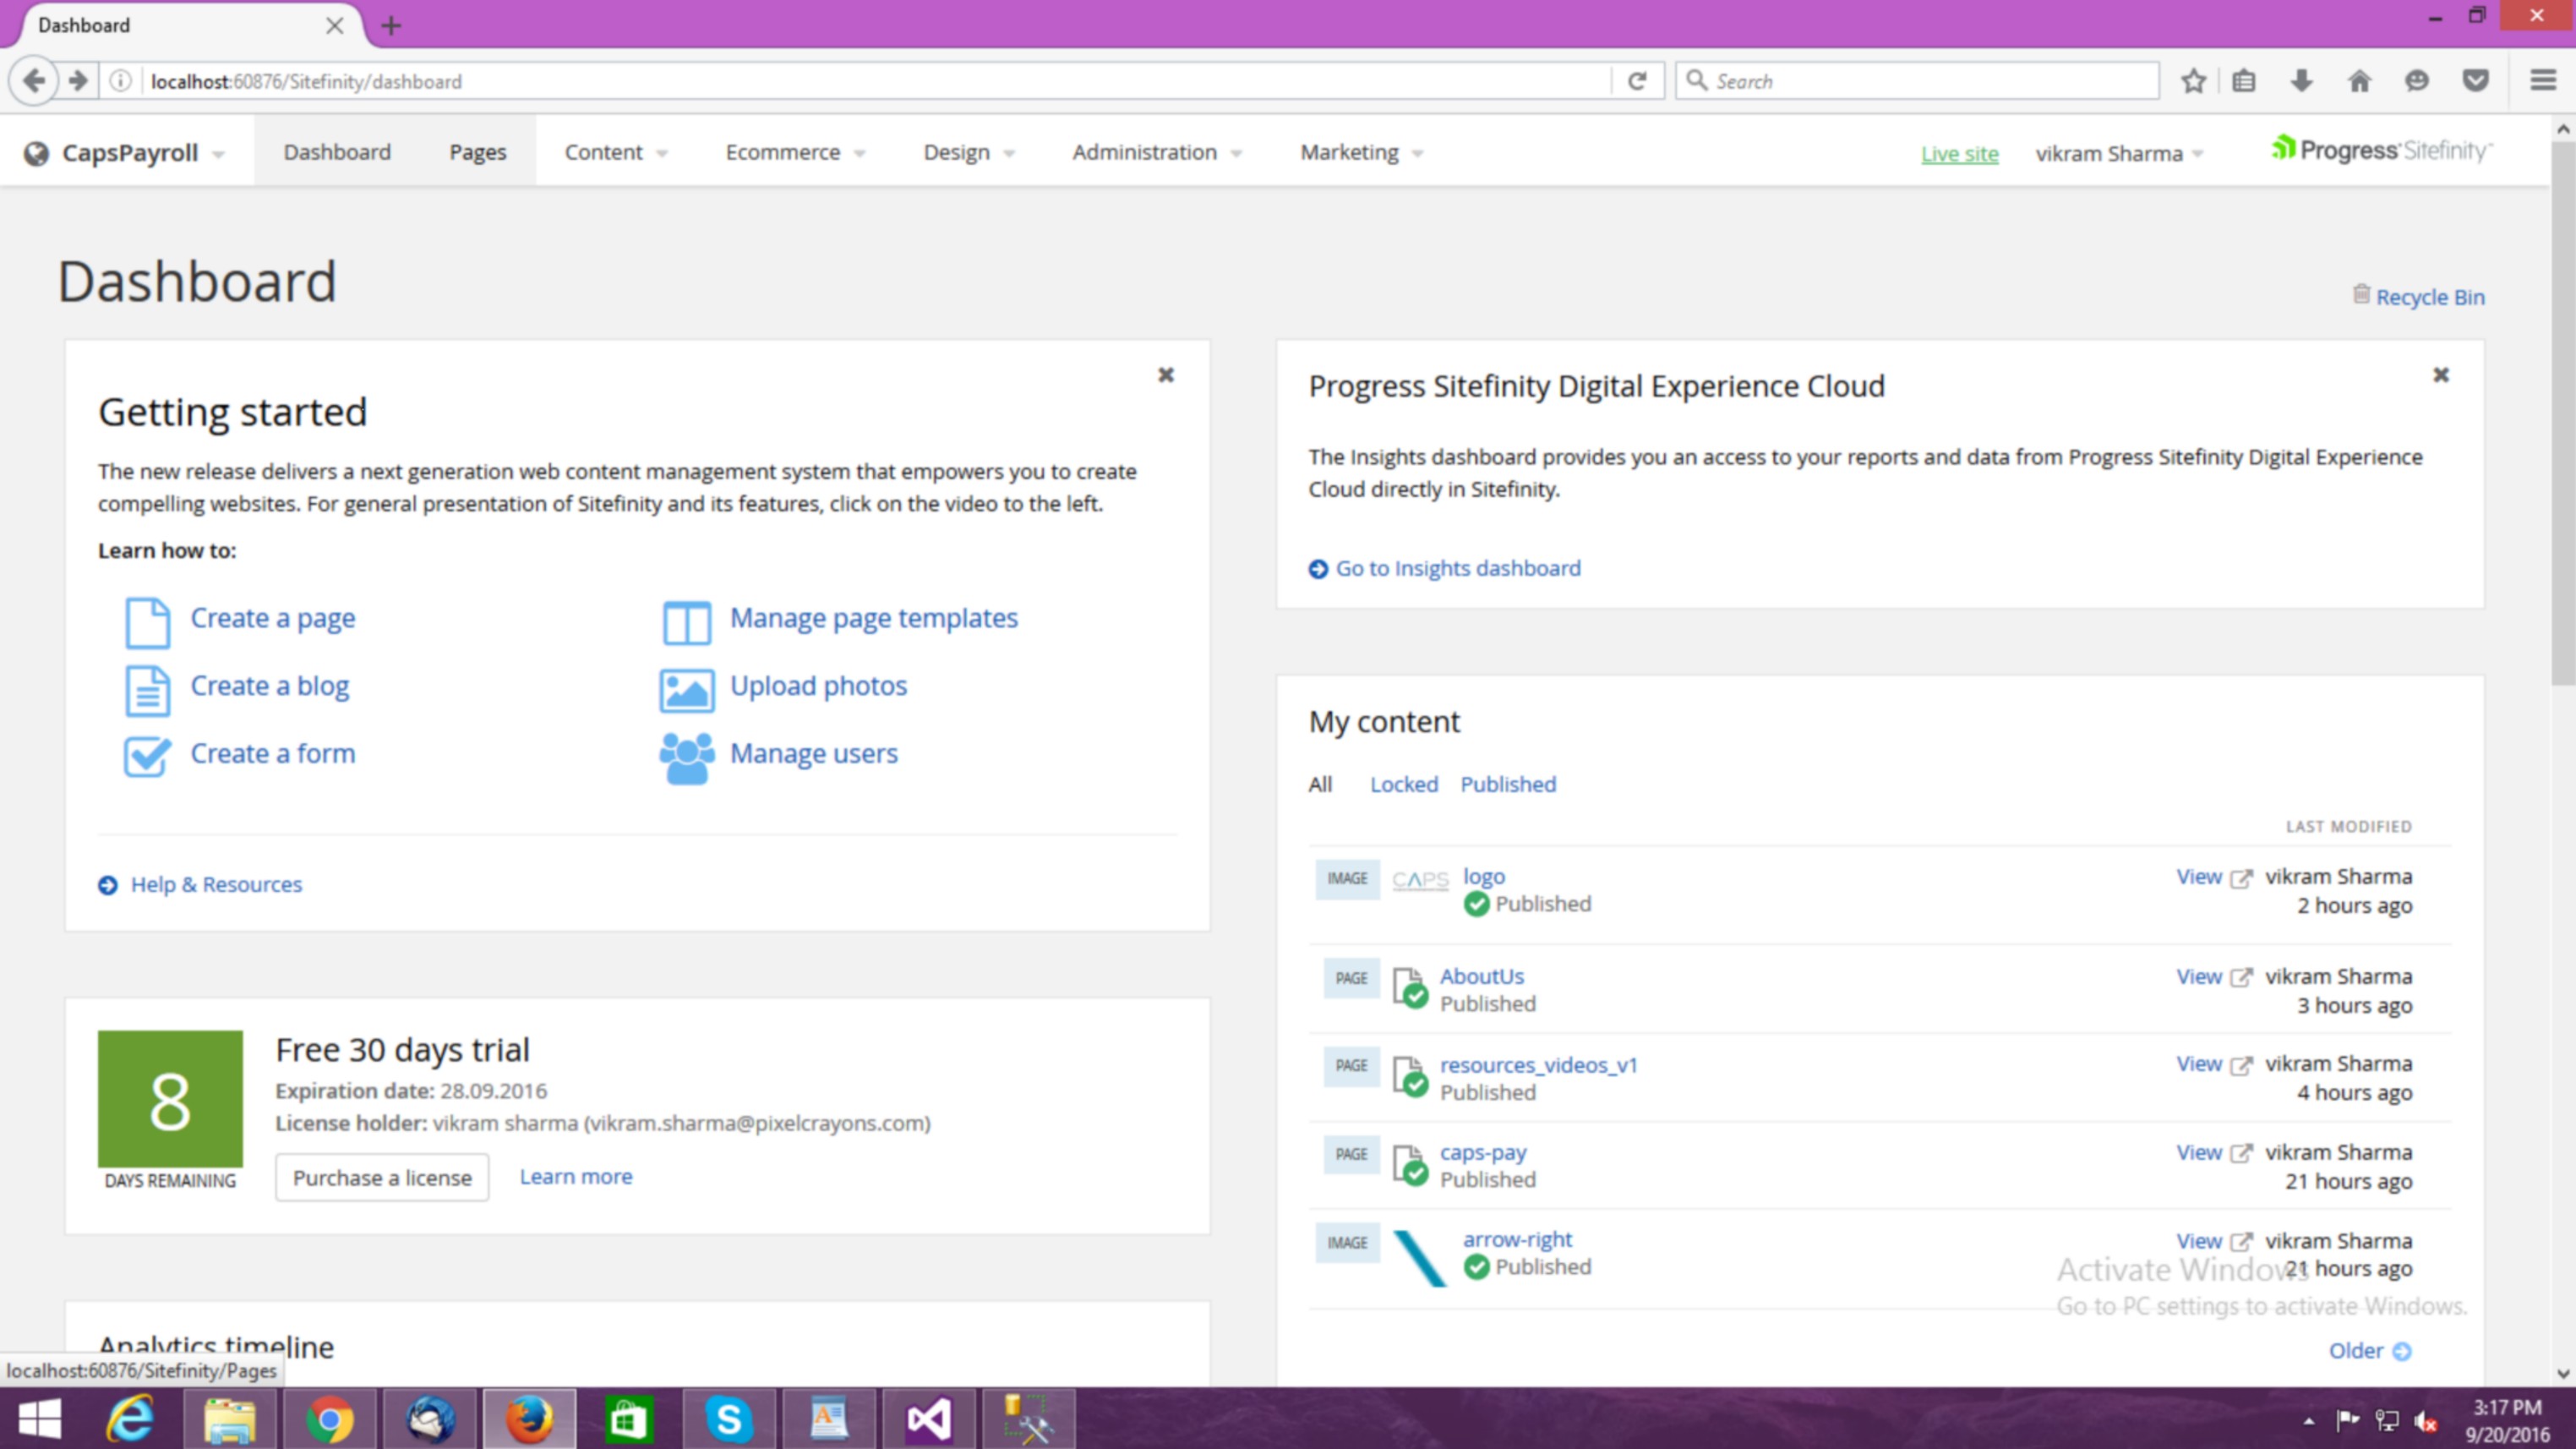 Dashboard
localhost:60876/Sitefinity/dashboard
Search
CapsPayroll
Dashboard
Pages
Content
Ecommerce
Design
Administration
Marketing
Live site
vikram Sharma
Progress Sitefinity
Dashboard
Recycle Bin
Getting started
The new release delivers a next generation web content management system that empowers you to create
compelling websites. For general presentation of Sitefinity and its features, click on the video to the left.
Learn how to:
Create a page
Manage page templates
Create a blog
Upload photos
Create a form
Manage users
Help & Resources
8
DAYS REMAINING
Free 30 days trial
Expiration date: 28.09.2016
License holder: vikram sharma (vikram.sharma@pixelcrayons.com)
Purchase a license
Learn more
Analytics timeline
localhost:60876/Sitefinity/Pages
Progress Sitefinity Digital Experience Cloud
The Insights dashboard provides you an access to your reports and data from Progress Sitefinity Digital Experience
Cloud directly in Sitefinity.
Go to Insights dashboard
My content
All Locked Published
LAST MODIFIED
IMAGE CAPS logo View vikram Sharma
Published 2 hours ago
PAGE AboutUs View vikram Sharma
Published 3 hours ago
PAGE resources_videos_v1 View vikram Sharma
Published 4 hours ago
PAGE caps-pay View vikram Sharma
Published 21 hours ago
IMAGE arrow-right View vikram Sharma
Published 21 hours ago
Activate Windows
Go to PC settings to activate Windows.
Older
3:17 PM
9/20/2016